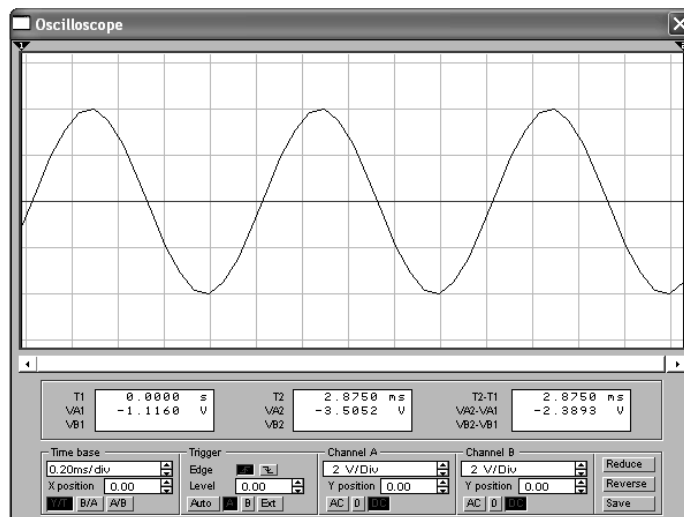 Oscilloscope
1
T1 0.0000 s T2 2.8750 ms T2-T1 2.8750 ms
VA1 -1.1160 V VA2 -3.5052 V VA2-VA1 -2.3893 V
VB1 VB2 VB2-VB1
Time base Trigger Channel A Channel B
0.20ms/div Edge 2 V/Div 2 V/Div Reduce
X position 0.00 Level 0.00 Y position 0.00 Y position 0.00 Reverse
Y/T B/A A/B Auto A B Ext AC 0 DC AC 0 DC Save